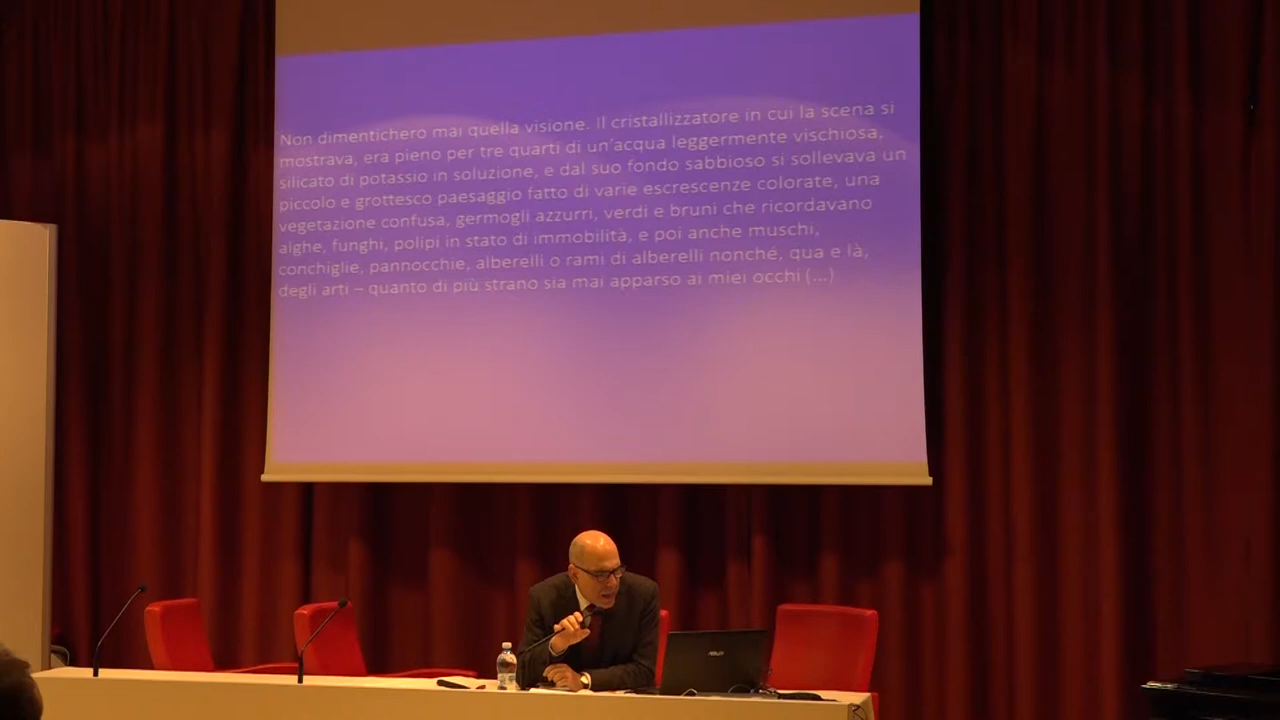 Non dimentichero mai quella visione. Il cristallizzatore in cui la scena si
mostrava, era pieno per tre quarti di un'acqua leggermente vischiosa,
silicato di potassio in soluzione, e dal suo fondo sabbioso si sollevava un
piccolo e grottesco paesaggio fatto di varie escrescenze colorate, una
vegetazione confusa, germogli azzurri, verdi e bruni che ricordavano
alghe, funghi, polipi in stato di immobilità, e poi anche muschi,
conchiglie, pannocchie, alberelli o rami di alberelli nonché, qua e là,
degli arti – quanto di più strano sia mai apparso ai miei occhi (...)
ASUS